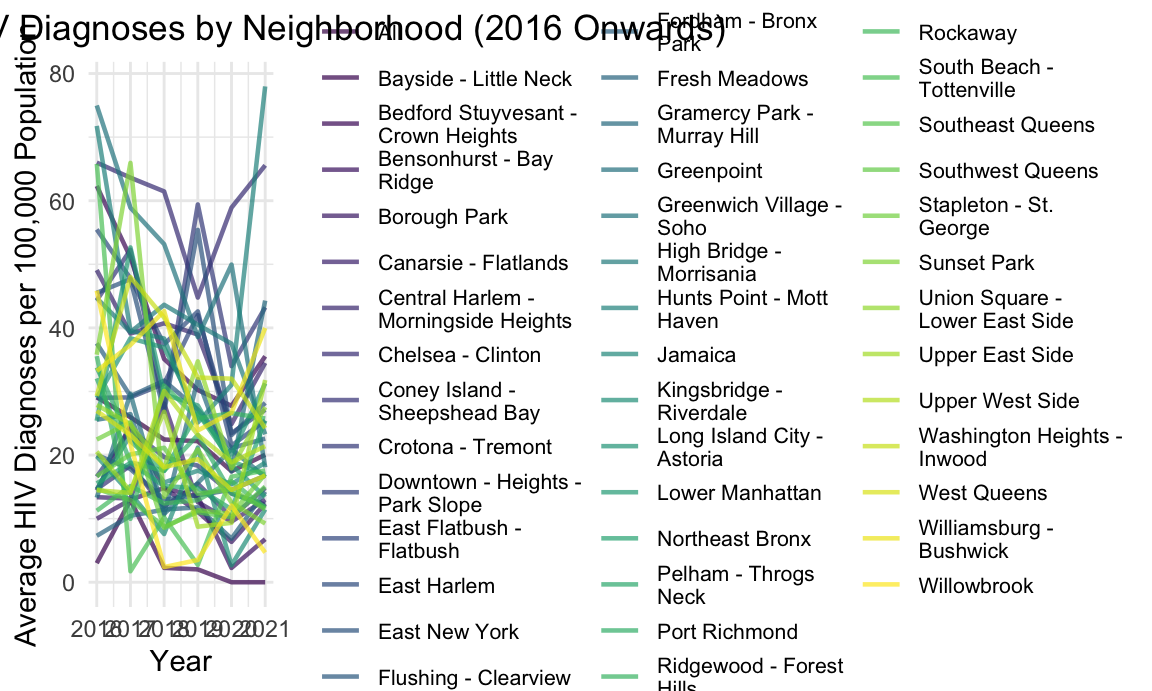 V Diagnoses by Neighborhood (2016 Onwards)
Average HIV Diagnoses per 100,000 Population
80
60
40
20
0
2016
2017
2018
2019
2020
2021
Year
All
Bayside - Little Neck
Bedford Stuyvesant -
Crown Heights
Bensonhurst - Bay
Ridge
Borough Park
Canarsie - Flatlands
Central Harlem -
Morningside Heights
Chelsea - Clinton
Coney Island -
Sheepshead Bay
Crotona - Tremont
Downtown - Heights -
Park Slope
East Flatbush -
Flatbush
East Harlem
East New York
Flushing - Clearview
Fordham - Bronx
Park
Fresh Meadows
Gramercy Park -
Murray Hill
Greenpoint
Greenwich Village -
Soho
High Bridge -
Morrisania
Hunts Point - Mott
Haven
Jamaica
Kingsbridge -
Riverdale
Long Island City -
Astoria
Lower Manhattan
Northeast Bronx
Pelham - Throgs
Neck
Port Richmond
Ridgewood - Forest
Hills
Rockaway
South Beach -
Tottenville
Southeast Queens
Southwest Queens
Stapleton - St.
George
Sunset Park
Union Square -
Lower East Side
Upper East Side
Upper West Side
Washington Heights -
Inwood
West Queens
Williamsburg -
Bushwick
Willowbrook